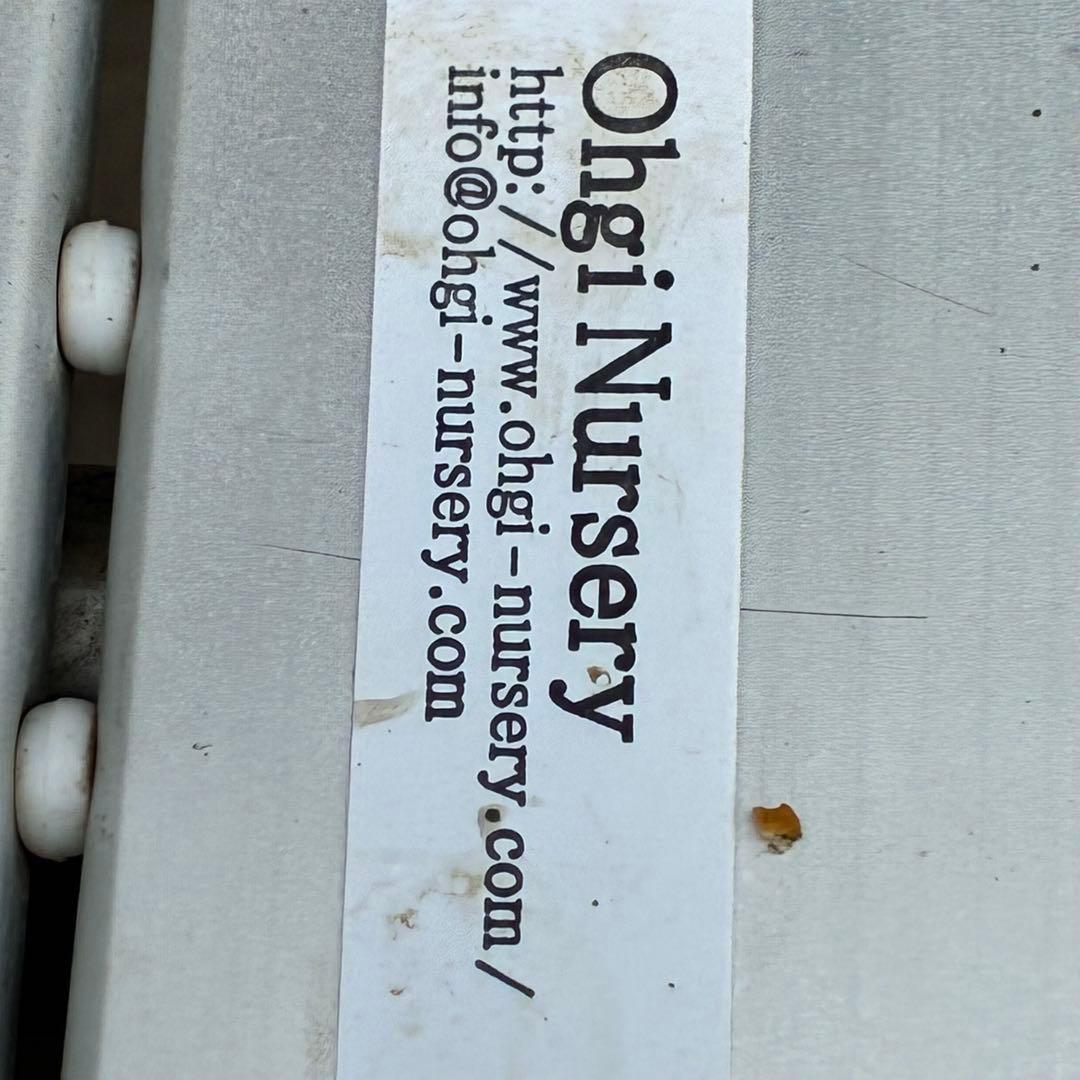 Ohgi Nursery
http://www.ohgi-nursery.com/
info@ohgi-nursery.com